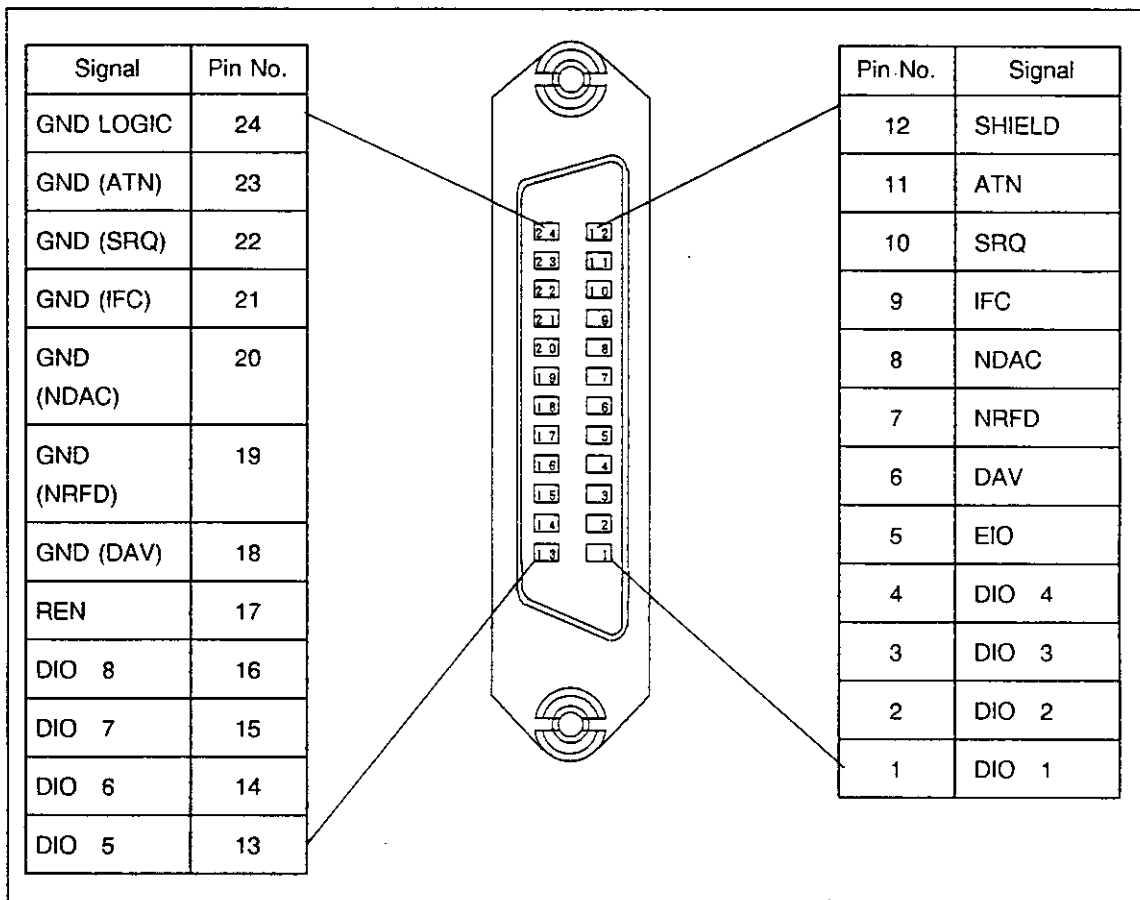 Signal Pin No.
GND LOGIC 24
GND (ATN) 23
GND (SRQ) 22
GND (IFC) 21
GND 20
(NDAC)
GND 19
(NRFD)
GND (DAV) 18
REN 17
DIO 8 16
DIO 7 15
DIO 6 14
DIO 5 13
24 12
23 11
22 10
21 9
20 8
19 7
18 6
17 5
16 4
15 3
14 2
13 1
Pin No. Signal
12 SHIELD
11 ATN
10 SRQ
9 IFC
8 NDAC
7 NRFD
6 DAV
5 EIO
4 DIO 4
3 DIO 3
2 DIO 2
1 DIO 1